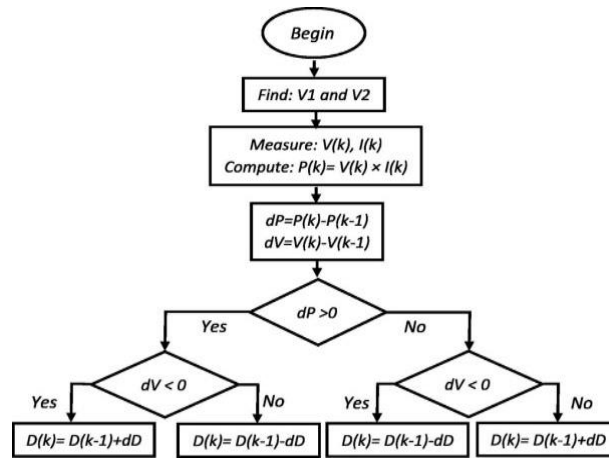 Begin
Find: V1 and V2
Measure: V(k), I(k)
Compute: P(k)= V(k) × I(k)
dP=P(k)-P(k-1)
dV=V(k)-V(k-1)
dP >0
Yes
No
dV < 0
dV < 0
Yes
No
Yes
No
D(k)= D(k-1)+dD
D(k)= D(k-1)-dD
D(k)= D(k-1)-dD
D(k)= D(k-1)+dD